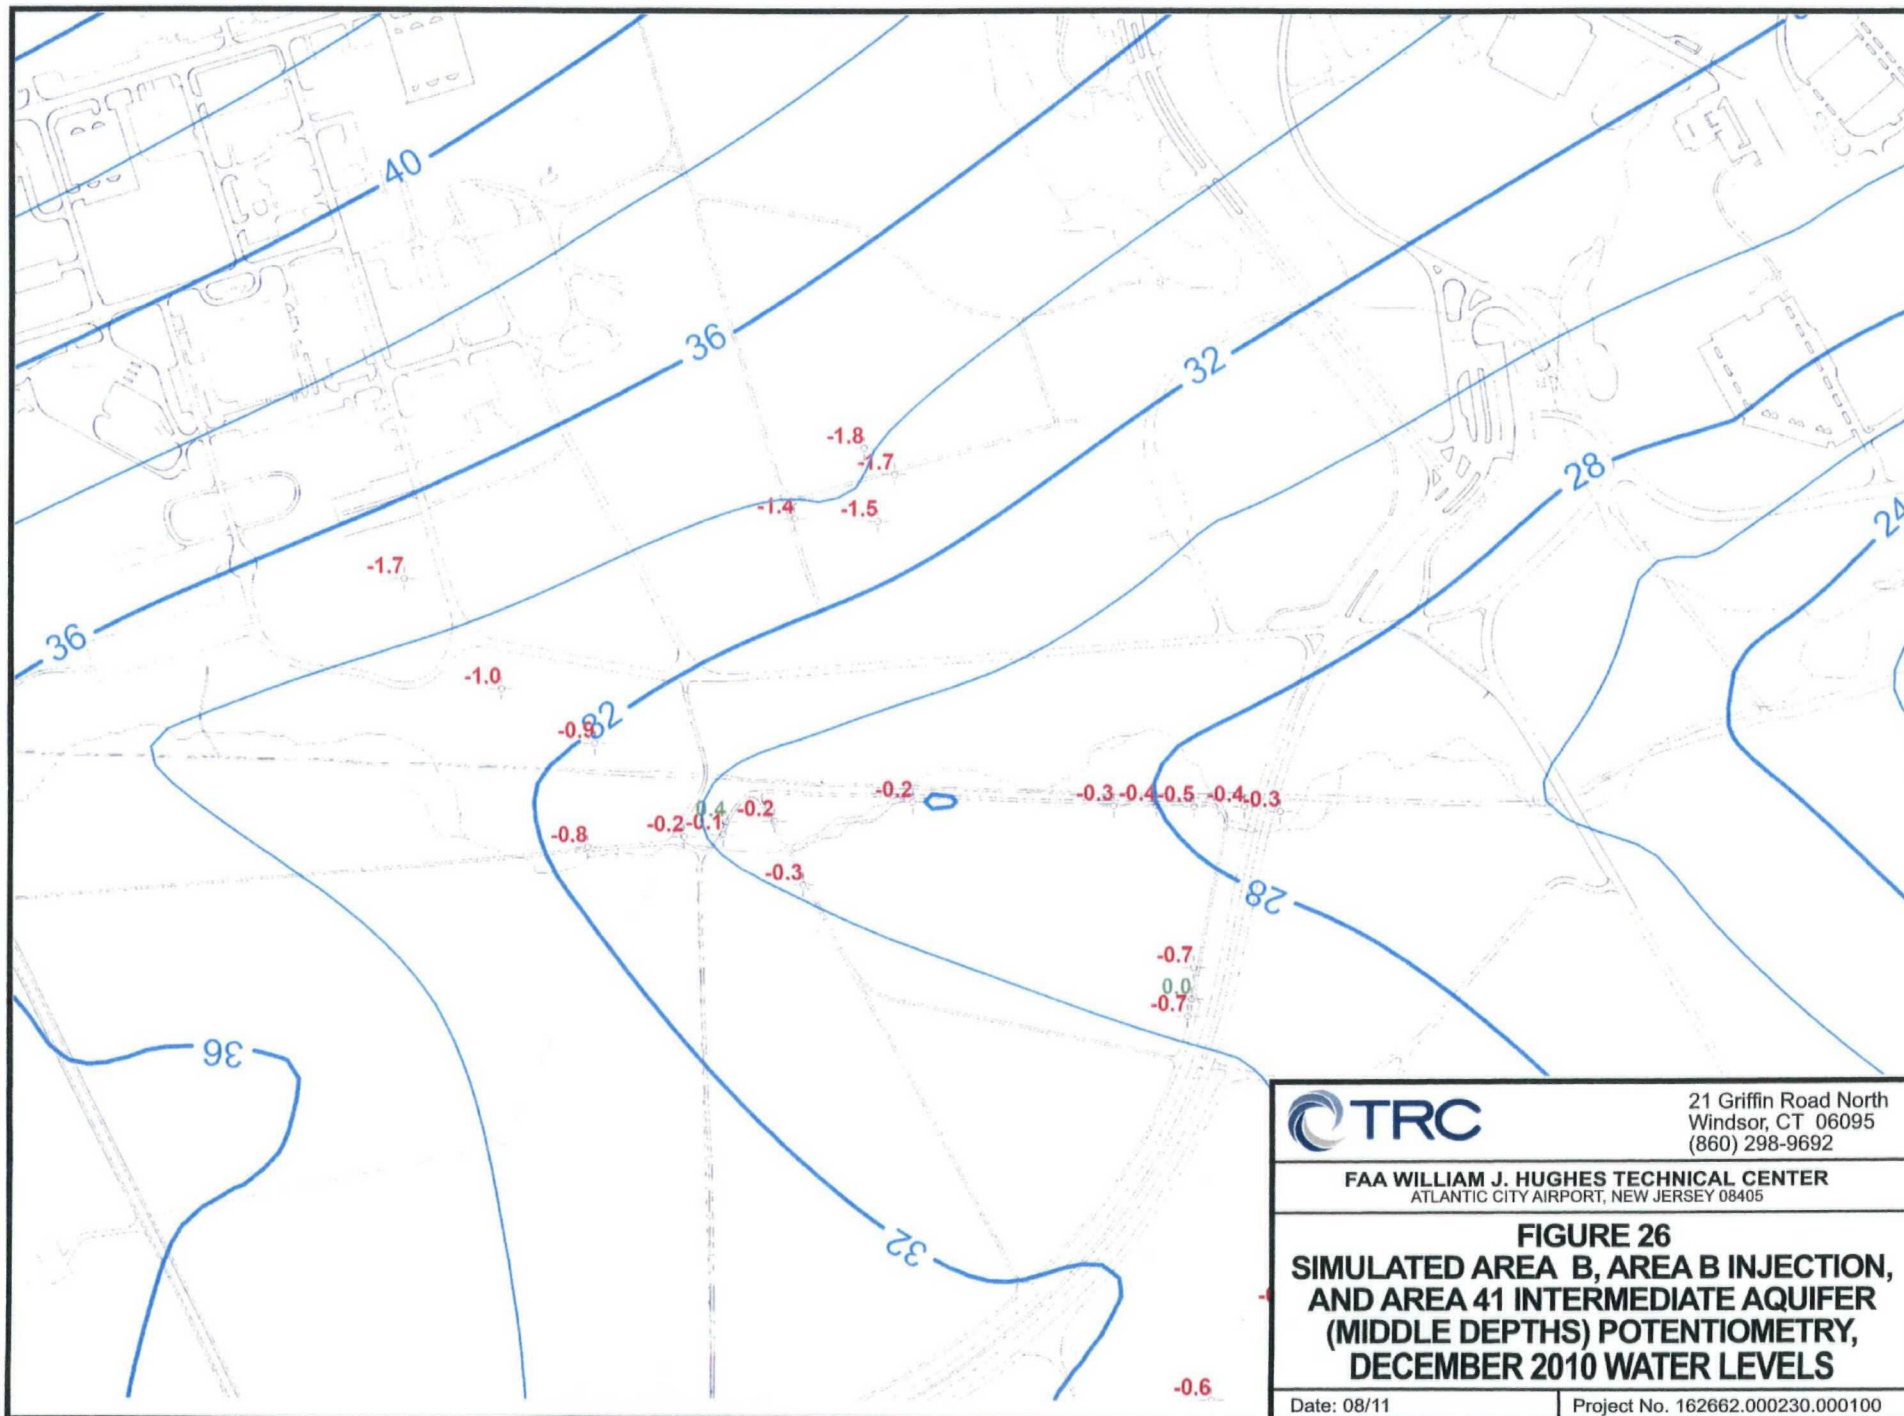 40
36
32
-1.8
-1.7
28
-1.4
-1.5
24
-1.7
36
-1.0
32
-0.9
-0.2
-0.3
-0.4
-0.5
-0.4
-0.3
0.4
-0.2
-0.2
-0.1
-0.8
-0.3
28
-0.7
0.0
-0.7
36
32
-0.6
TRC
21 Griffin Road North
Windsor, CT 06095
(860) 298-9692
FAA WILLIAM J. HUGHES TECHNICAL CENTER
ATLANTIC CITY AIRPORT, NEW JERSEY 08405
FIGURE 26
SIMULATED AREA B, AREA B INJECTION,
AND AREA 41 INTERMEDIATE AQUIFER
(MIDDLE DEPTHS) POTENTIOMETRY,
DECEMBER 2010 WATER LEVELS
Date: 08/11
Project No. 162662.000230.000100